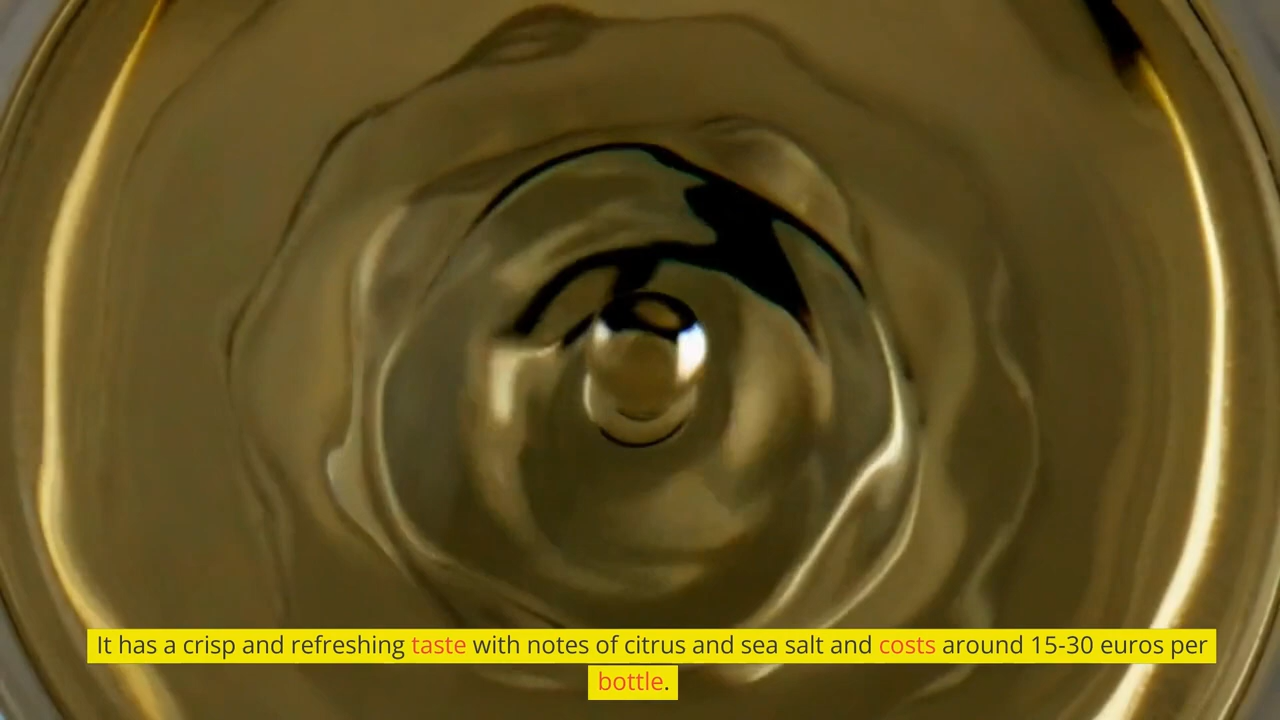 It has a crisp and refreshing taste with notes of citrus and sea salt and costs around 15-30 euros per
bottle.